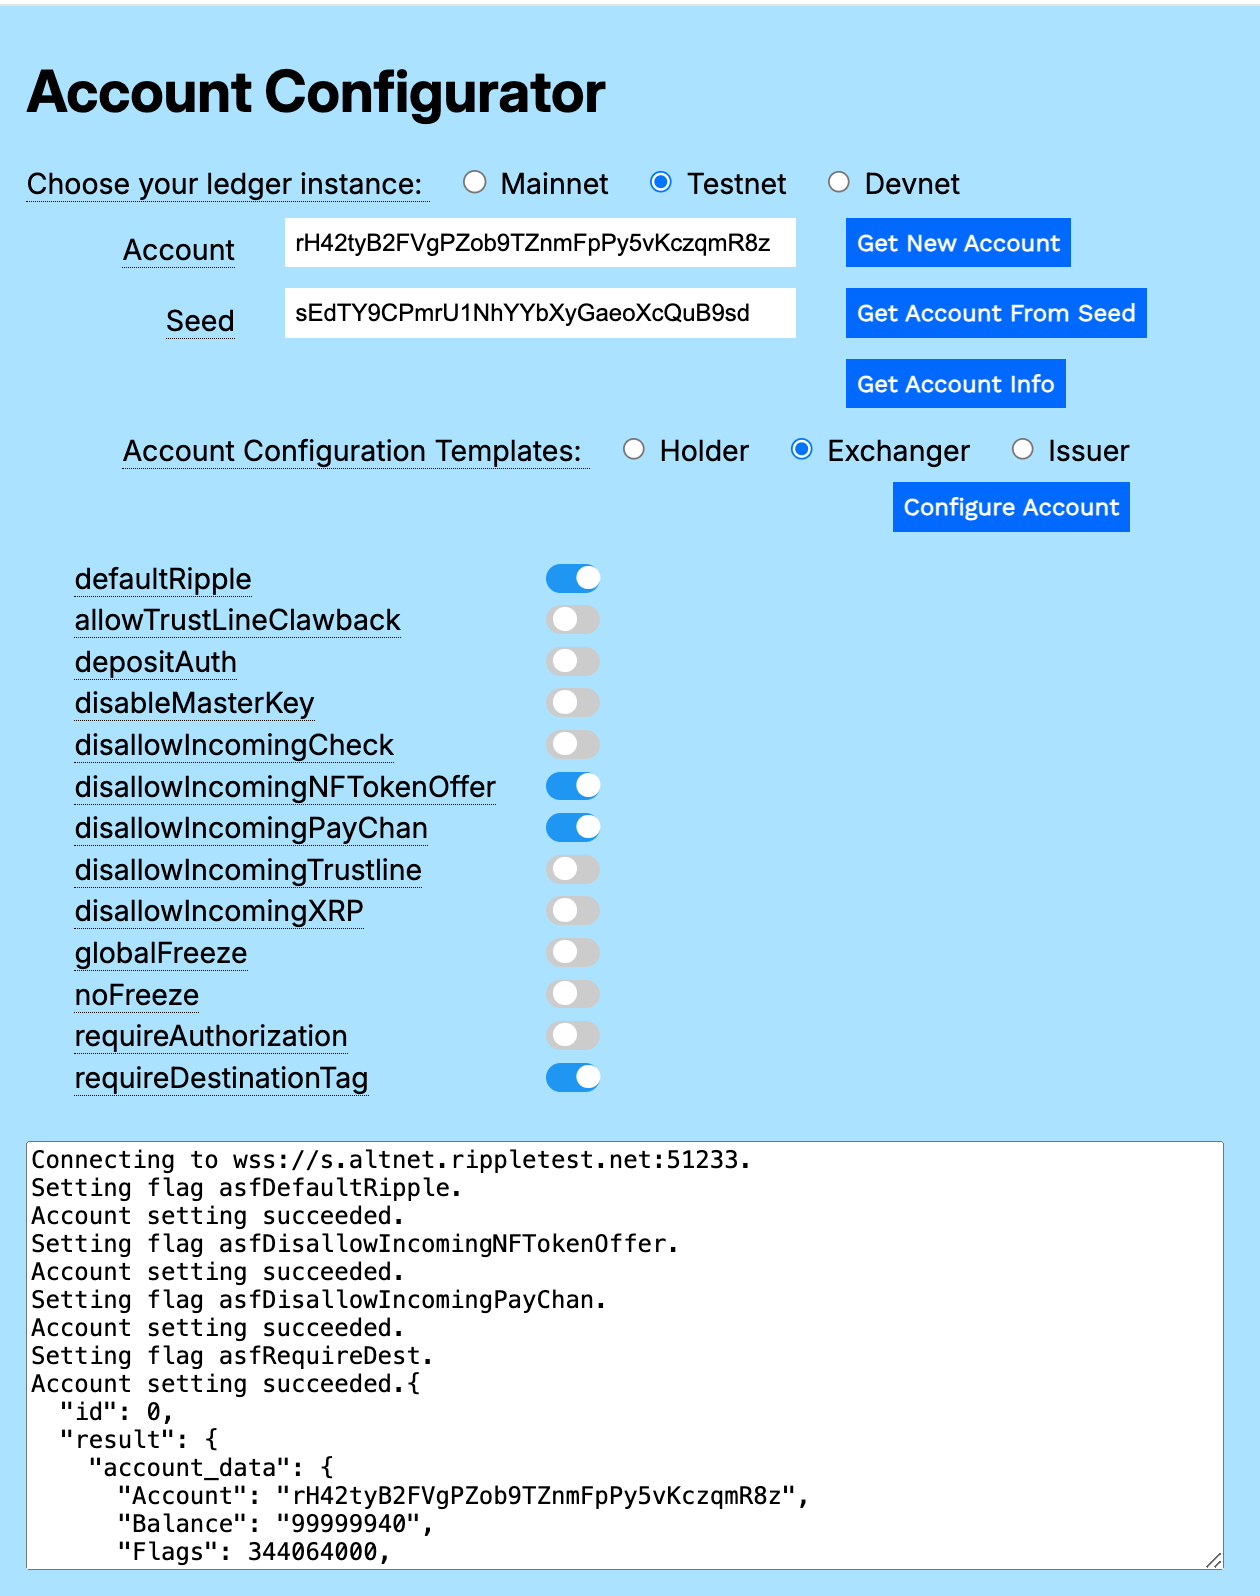 Account Configurator
Choose your ledger instance: Mainnet Testnet Devnet
Account rH42tyB2FVgPZob9TZnmFpPy5vKczqmR8z Get New Account
Seed sEdTY9CPmrU1NhYYbXyGaeoXcQuB9sd Get Account From Seed
Get Account Info
Account Configuration Templates: Holder Exchanger Issuer
Configure Account
defaultRipple
allowTrustLineClawback
depositAuth
disableMasterKey
disallowIncomingCheck
disallowIncomingNFTokenOffer
disallowIncomingPayChan
disallowIncomingTrustline
disallowIncomingXRP
globalFreeze
noFreeze
requireAuthorization
requireDestinationTag
Connecting to wss://s.altnet.rippletest.net:51233.
Setting flag asfDefaultRipple.
Account setting succeeded.
Setting flag asfDisallowIncomingNFTokenOffer.
Account setting succeeded.
Setting flag asfDisallowIncomingPayChan.
Account setting succeeded.
Setting flag asfRequireDest.
Account setting succeeded.{
"id": 0,
"result": {
"account_data": {
"Account": "rH42tyB2FVgPZob9TZnmFpPy5vKczqmR8z",
"Balance": "99999940",
"Flags": 344064000,